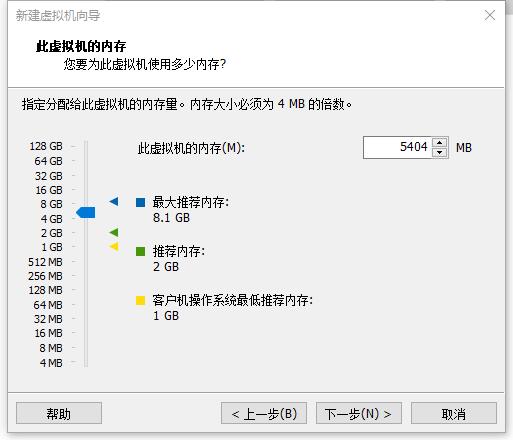 新建虚拟机向导
此虚拟机的内存
您要为此虚拟机使用多少内存?
指定分配给此虚拟机的内存量。内存大小必须为 4 MB 的倍数。
此虚拟机的内存(M):
5404
MB
128 GB
64 GB
32 GB
16 GB
8 GB
4 GB
2 GB
1 GB
512 MB
256 MB
128 MB
64 MB
32 MB
16 MB
8 MB
4 MB
最大推荐内存:
8.1 GB
推荐内存:
2 GB
客户机操作系统最低推荐内存:
1 GB
帮助
< 上一步(B)
下一步(N) >
取消